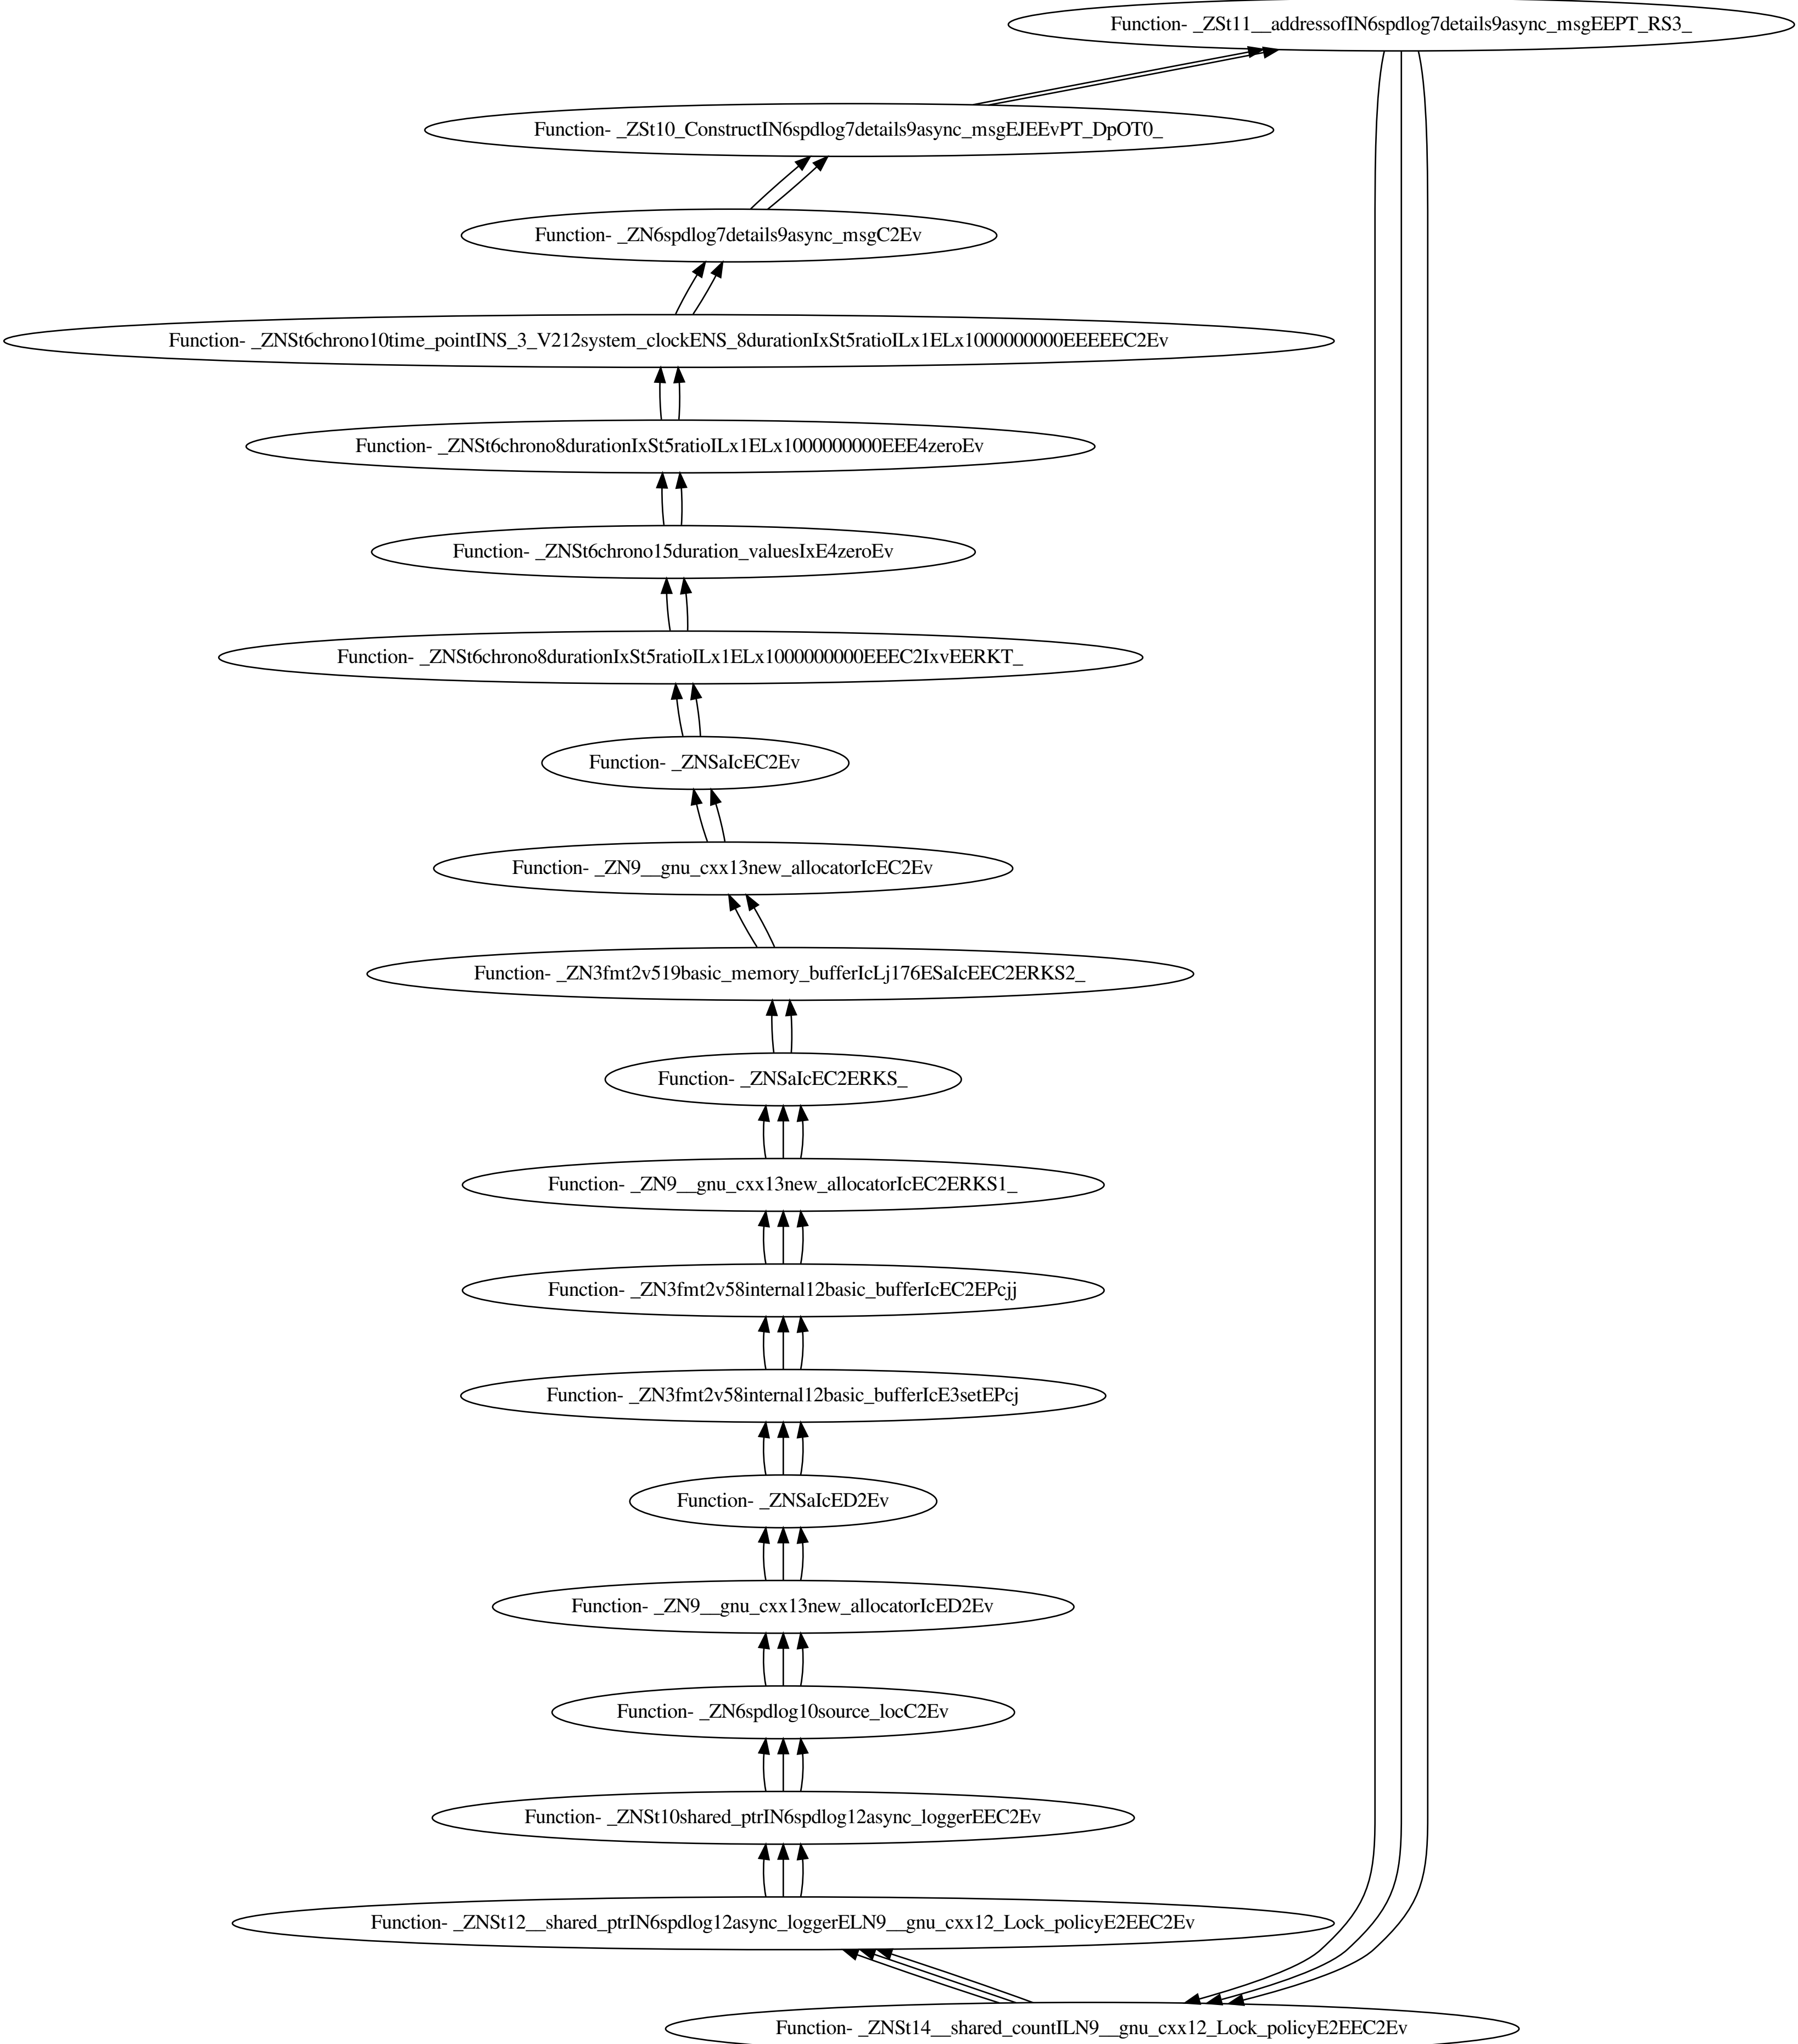 Function- _ZSt11__addressofIN6spdlog7details9async_msgEEPT_RS3_
Function- _ZSt10_ConstructIN6spdlog7details9async_msgEJEEvPT_DpOT0_
Function- _ZN6spdlog7details9async_msgC2Ev
Function- _ZNSt6chrono10time_pointINS_3_V212system_clockENS_8durationIxSt5ratioILx1ELx1000000000EEEEEC2Ev
Function- _ZNSt6chrono8durationIxSt5ratioILx1ELx1000000000EEE4zeroEv
Function- _ZNSt6chrono15duration_valuesIxE4zeroEv
Function- _ZNSt6chrono8durationIxSt5ratioILx1ELx1000000000EEEC2IxvEERKT_
Function- _ZNSaIcEC2Ev
Function- _ZN9__gnu_cxx13new_allocatorIcEC2Ev
Function- _ZN3fmt2v519basic_memory_bufferIcLj176ESaIcEEC2ERKS2_
Function- _ZNSaIcEC2ERKS_
Function- _ZN9__gnu_cxx13new_allocatorIcEC2ERKS1_
Function- _ZN3fmt2v58internal12basic_bufferIcEC2EPcjj
Function- _ZN3fmt2v58internal12basic_bufferIcE3setEPcj
Function- _ZNSaIcED2Ev
Function- _ZN9__gnu_cxx13new_allocatorIcED2Ev
Function- _ZN6spdlog10source_locC2Ev
Function- _ZNSt10shared_ptrIN6spdlog12async_loggerEEC2Ev
Function- _ZNSt12__shared_ptrIN6spdlog12async_loggerELN9__gnu_cxx12_Lock_policyE2EEC2Ev
Function- _ZNSt14__shared_countILN9__gnu_cxx12_Lock_policyE2EEC2Ev